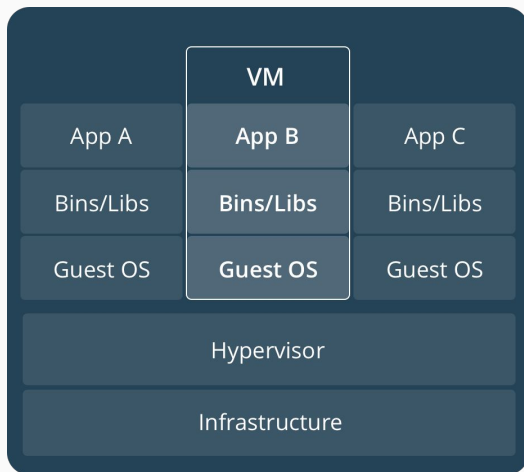 VM
App A App B App C
Bins/Libs Bins/Libs Bins/Libs
Guest OS Guest OS Guest OS
Hypervisor
Infrastructure